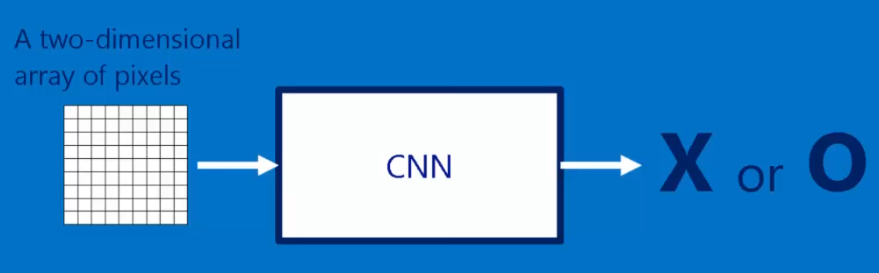 A two-dimensional
array of pixels
CNN
X or O